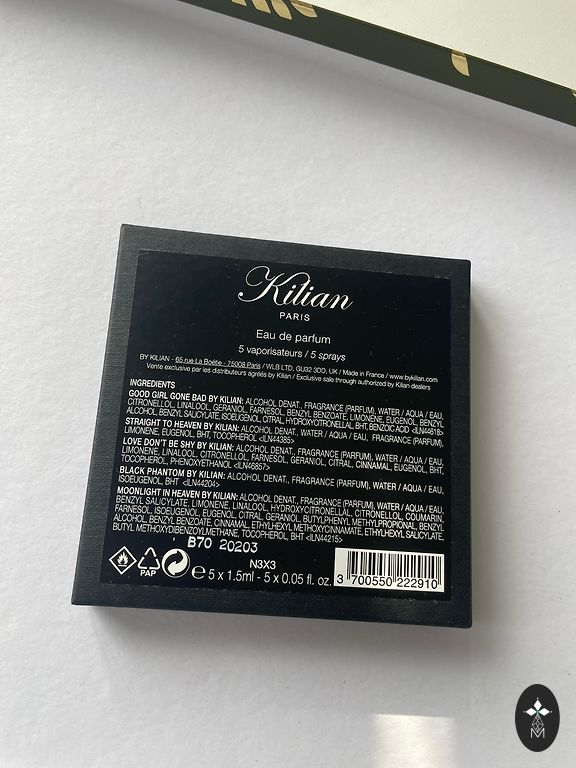 Kilian
PARIS
Eau de parfum
5 vaporisateurs / 5 sprays
BY KILIAN - 65 rue La Boétie - 75008 Paris / WLB LTD, GU32 3DD, UK / Made in France / www.bykilian.com
Vente exclusive par les distributeurs agréés by Kilian / Exclusive sale through authorized by Kilian dealers
INGREDIENTS
GOOD GIRL GONE BAD BY KILIAN: ALCOHOL DENAT., FRAGRANCE (PARFUM), WATER / AQUA / EAU,
CITRONELLOL, LINALOOL, GERANIOL, FARNESOL, BENZYL BENZOATE, LIMONENE, EUGENOL, BENZYL
ALCOHOL, BENZYL SALICYLATE, ISOEUGENOL, CITRAL, HYDROXYCITRONELLAL, BHT, BENZOIC ACID <ILN44618>
STRAIGHT TO HEAVEN BY KILIAN: ALCOHOL DENAT., WATER / AQUA / EAU, FRAGRANCE (PARFUM),
LIMONENE, EUGENOL, BHT, TOCOPHEROL <ILN44385>
LOVE DON'T BE SHY BY KILIAN: ALCOHOL DENAT., FRAGRANCE (PARFUM), WATER / AQUA / EAU,
LIMONENE, LINALOOL, CITRONELLOL, FARNESOL, GERANIOL, CITRAL, CINNAMAL, EUGENOL, BHT,
TOCOPHEROL, PHENOXYETHANOL <ILN46857>
BLACK PHANTOM BY KILIAN: ALCOHOL DENAT., FRAGRANCE (PARFUM), WATER / AQUA / EAU,
ISOEUGENOL, BHT <ILN44204>
MOONLIGHT IN HEAVEN BY KILIAN: ALCOHOL DENAT., FRAGRANCE (PARFUM), WATER / AQUA / EAU,
BENZYL SALICYLATE, LIMONENE, LINALOOL, HYDROXYCITRONELLAL, CITRONELLOL, COUMARIN,
FARNESOL, ISOEUGENOL, EUGENOL, CITRAL, GERANIOL, BUTYLPHENYL METHYLPROPIONAL, BENZYL
ALCOHOL, BENZYL BENZOATE, CINNAMAL, ETHYLHEXYL METHOXYCINNAMATE, ETHYLHEXYL SALICYLATE,
BUTYL METHOXYDIBENZOYLMETHANE, TOCOPHEROL, BHT <ILN44215>
B70 20203
N3X3
PAP
e 5 x 1.5ml - 5 x 0.05 fl. oz.
3 700550 222910
M